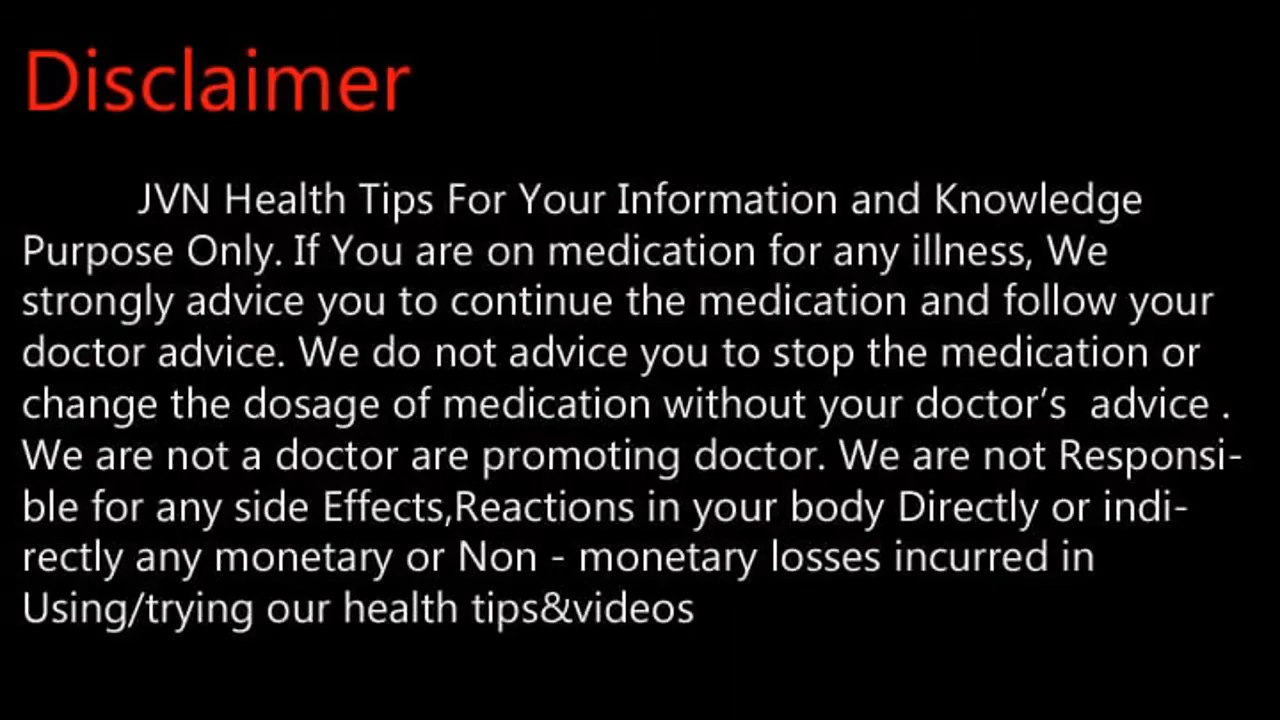 Disclaimer
JVN Health Tips For Your Information and Knowledge
Purpose Only. If You are on medication for any illness, We
strongly advice you to continue the medication and follow your
doctor advice. We do not advice you to stop the medication or
change the dosage of medication without your doctor’s  advice .
We are not a doctor are promoting doctor. We are not Responsi-
ble for any side Effects,Reactions in your body Directly or indi-
rectly any monetary or Non - monetary losses incurred in
Using/trying our health tips&videos